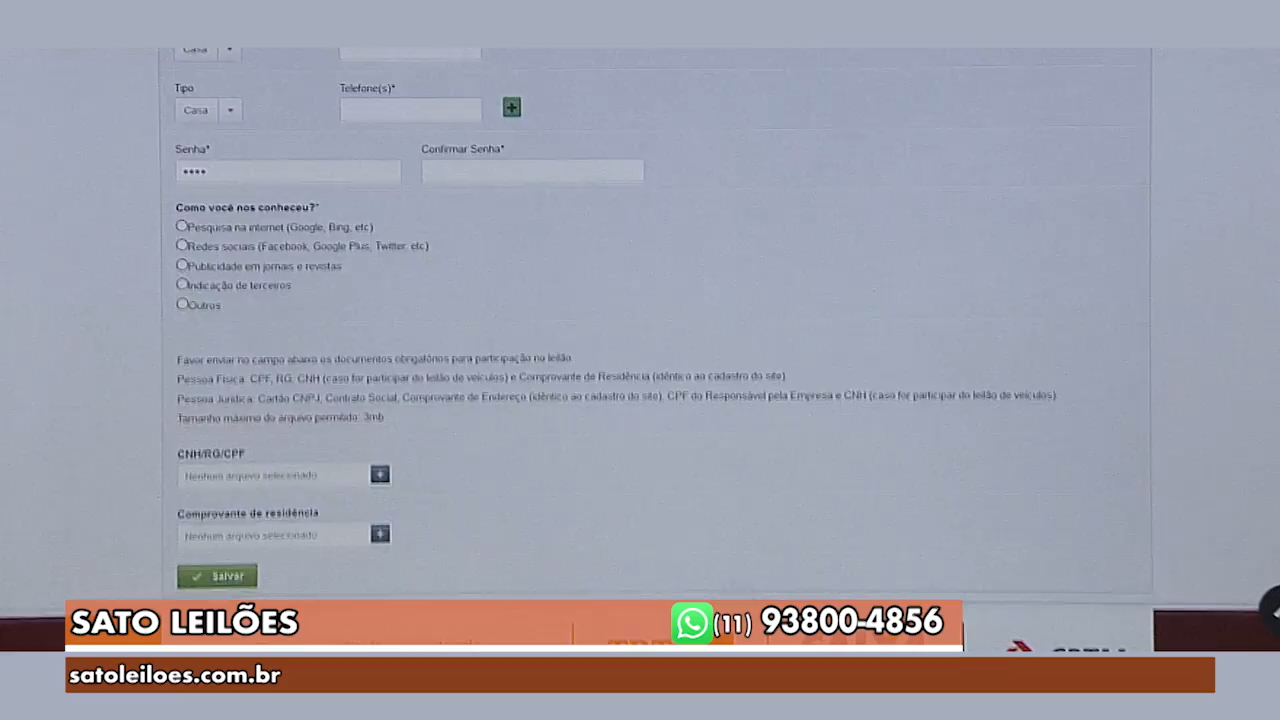 Casa
Tipo Telefone(s)*
Casa
Senha* Confirmar Senha*
••••
Como você nos conheceu?*
Pesquisa na internet (Google, Bing, etc)
Redes sociais (Facebook, Google Plus, Twitter, etc)
Publicidade em jornais e revistas
Indicação de terceiros
Outros
Favor enviar no campo abaixo os documentos obrigatórios para participação no leilão.
Pessoa Física: CPF, RG, CNH (caso for participar do leilão de veículos) e Comprovante de Residência (idêntico ao cadastro do site).
Pessoa Jurídica: Cartão CNPJ, Contrato Social, Comprovante de Endereço (idêntico ao cadastro do site), CPF do Responsável pela Empresa e CNH (caso for participar do leilão de veículos).
Tamanho máximo do arquivo permitido: 3mb
CNH/RG/CPF
Nenhum arquivo selecionado
Comprovante de residência
Nenhum arquivo selecionado
Salvar
SATO LEILÕES (11) 93800-4856
satoleiloes.com.br